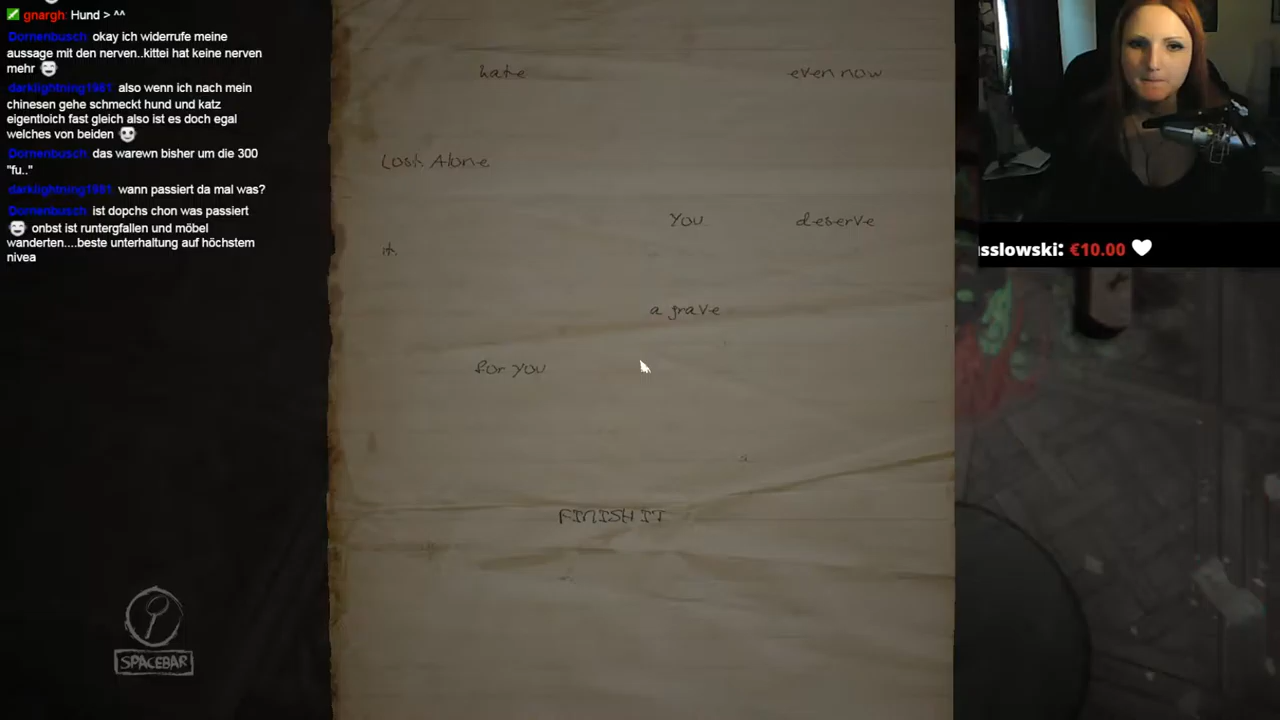 gnargh: Hund > ^^
Dornenbusch: okay ich widerrufe meine
aussage mit den nerven..kittei hat keine nerven
mehr
darklightning1981 also wenn ich nach mein
chinesen gehe schmeckt hund und katz
eigentloich fast gleich also ist es doch egal
welches von beiden
Dornenbusch: das warewn bisher um die 300
"fu.."
darklightning1981 wann passiert da mal was?
Dornenbusch: ist dopchs chon was passiert
onbst ist runtergfallen und möbel
wanderten....beste unterhaltung auf höchstem
nivea
hate even now
Lost Alone
You deserve
it
a grave
for you
FINISH IT
SPACEBAR
sslowski: €10.00